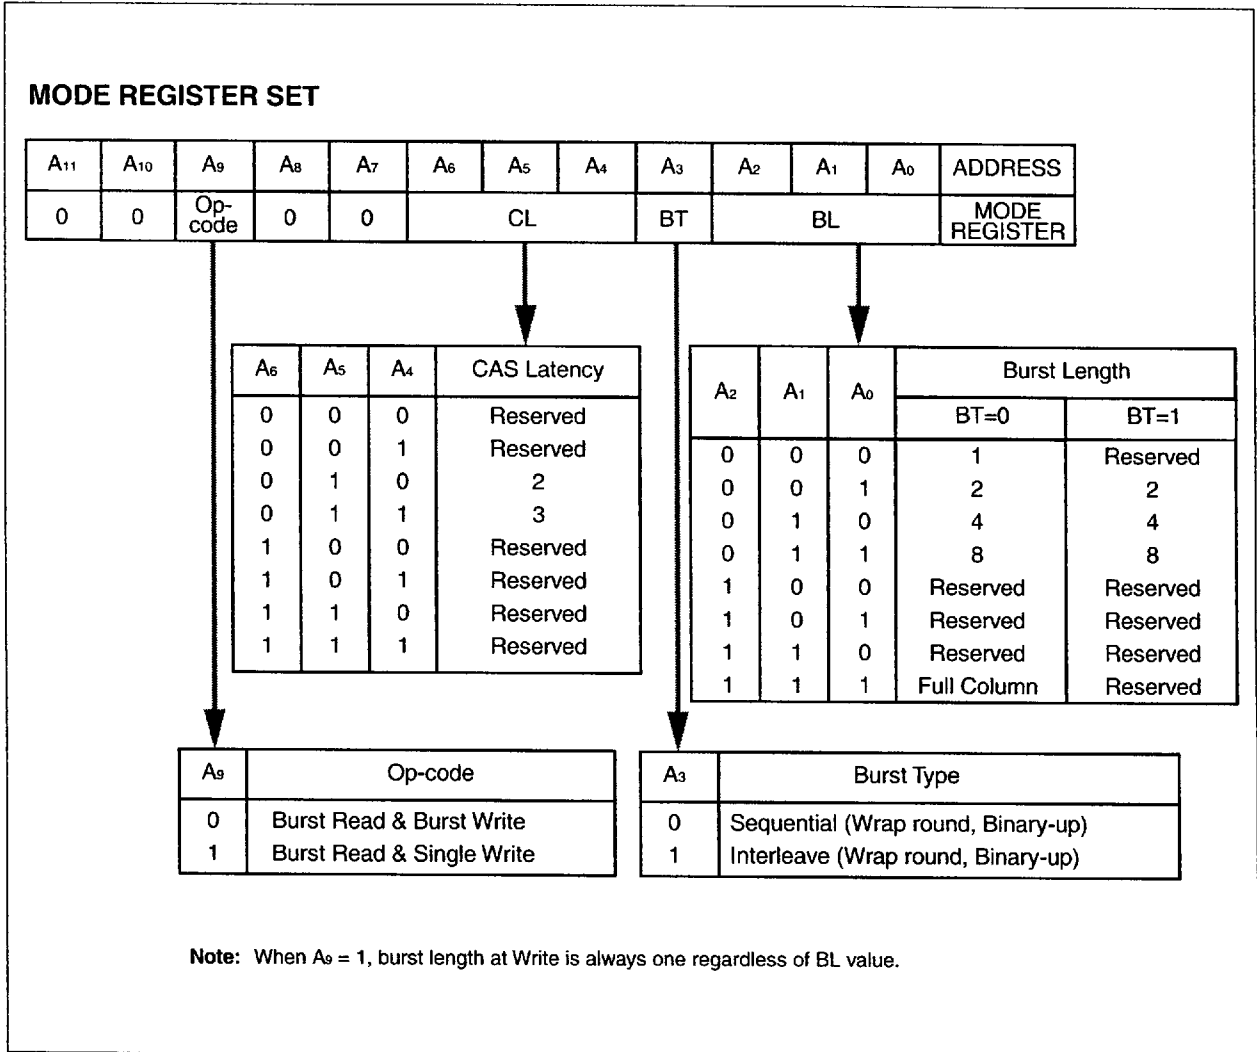 MODE REGISTER SET
A11 A10 A9 A8 A7 A6 A5 A4 A3 A2 A1 A0 ADDRESS
0 0 Op-code 0 0 CL BT BL MODE REGISTER
A6 A5 A4 CAS Latency
0 0 0 Reserved
0 0 1 Reserved
0 1 0 2
0 1 1 3
1 0 0 Reserved
1 0 1 Reserved
1 1 0 Reserved
1 1 1 Reserved
A2 A1 A0 Burst Length
BT=0 BT=1
0 0 0 1 Reserved
0 0 1 2 2
0 1 0 4 4
0 1 1 8 8
1 0 0 Reserved Reserved
1 0 1 Reserved Reserved
1 1 0 Reserved Reserved
1 1 1 Full Column Reserved
A9 Op-code
0 Burst Read & Burst Write
1 Burst Read & Single Write
A3 Burst Type
0 Sequential (Wrap round, Binary-up)
1 Interleave (Wrap round, Binary-up)
Note: When A9 = 1, burst length at Write is always one regardless of BL value.